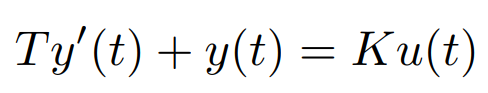 Ty′(t) + y(t) = Ku(t)